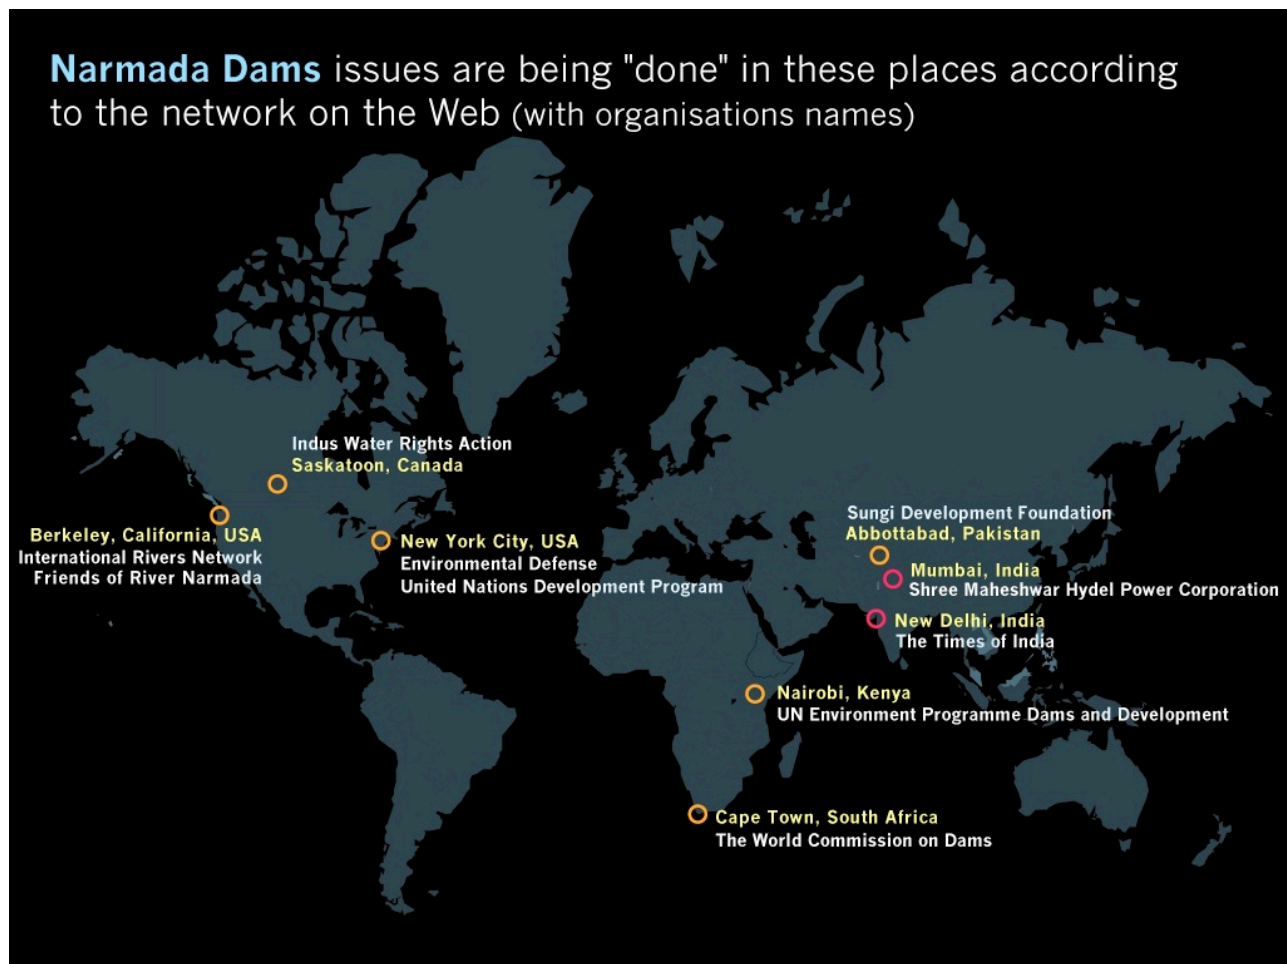 Narmada Dams issues are being "done" in these places according
to the network on the Web (with organisations names)
Indus Water Rights Action
Saskatoon, Canada
Berkeley, California, USA
International Rivers Network
Friends of River Narmada
New York City, USA
Environmental Defense
United Nations Development Program
Sungi Development Foundation
Abbottabad, Pakistan
Mumbai, India
Shree Maheshwar Hydel Power Corporation
New Delhi, India
The Times of India
Nairobi, Kenya
UN Environment Programme Dams and Development
Cape Town, South Africa
The World Commission on Dams